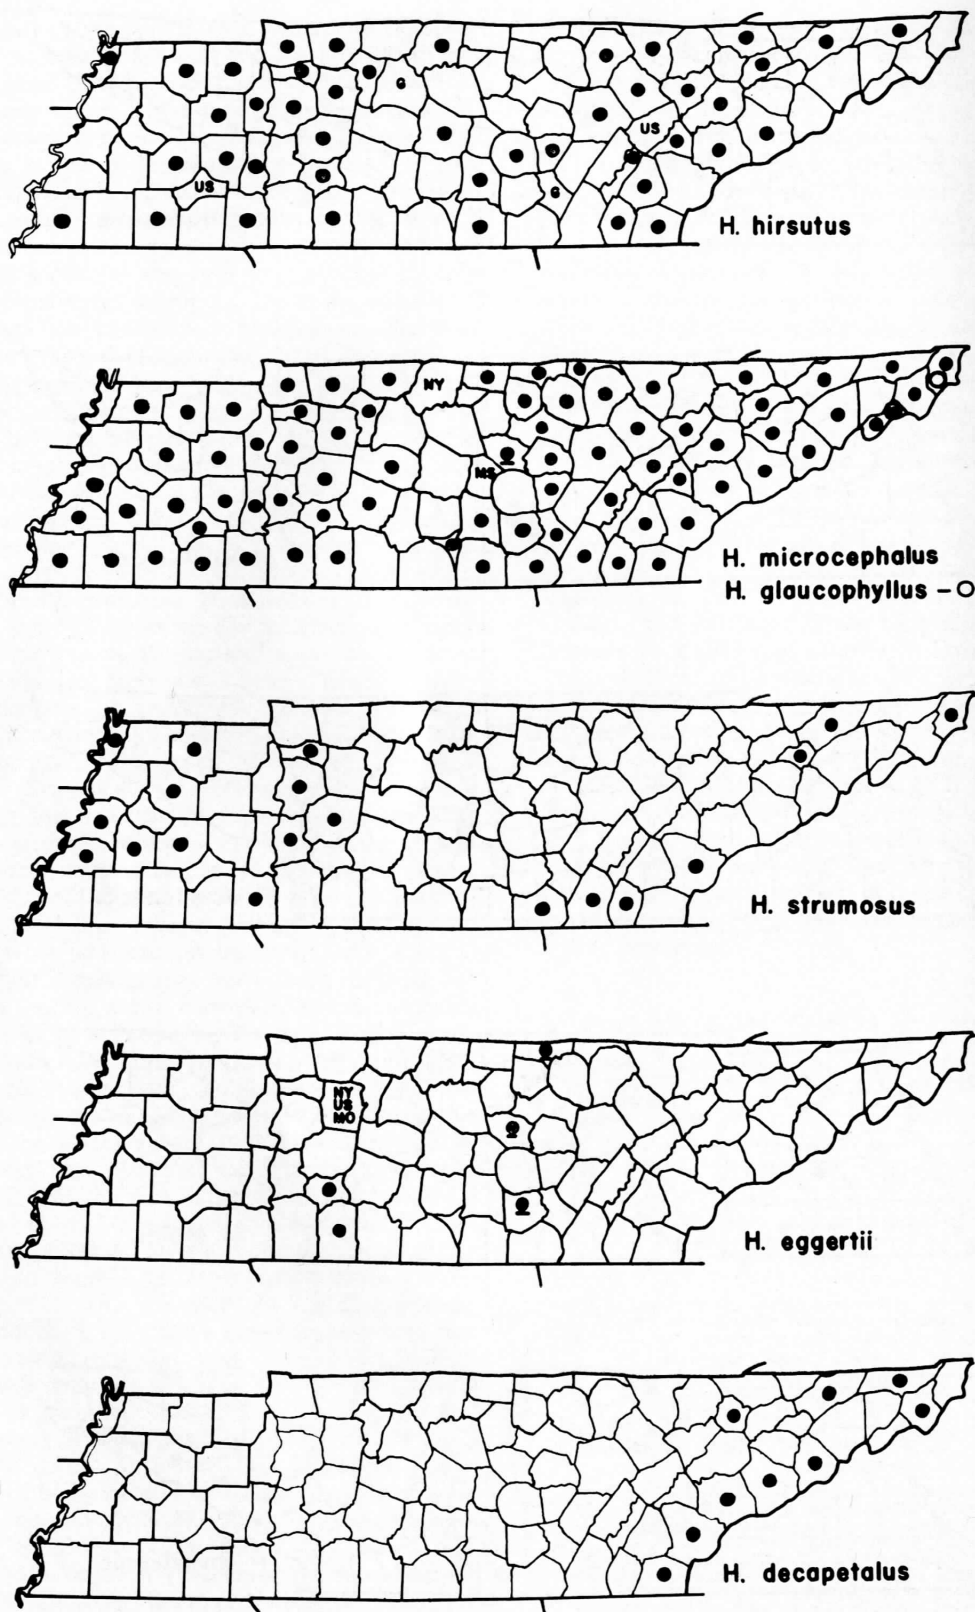 G
US
US
G
H. hirsutus
NY
MS
H. microcephalus
H. glaucophyllus – O
H. strumosus
NY
US
MO
H. eggertii
H. decapetalus